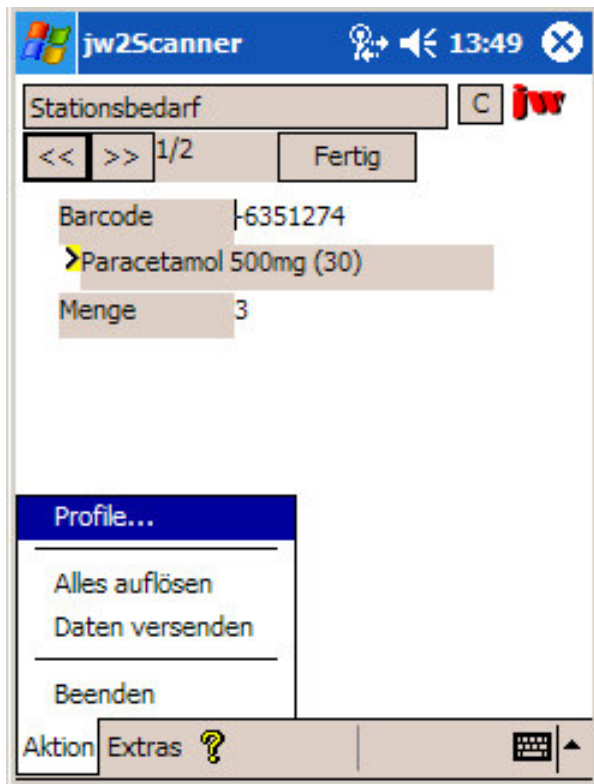 jw2Scanner 13:49
Stationsbedarf C jw
<< >> 1/2 Fertig
Barcode -6351274
>Paracetamol 500mg (30)
Menge 3
Profile...
Alles auflösen
Daten versenden
Beenden
Aktion Extras ?